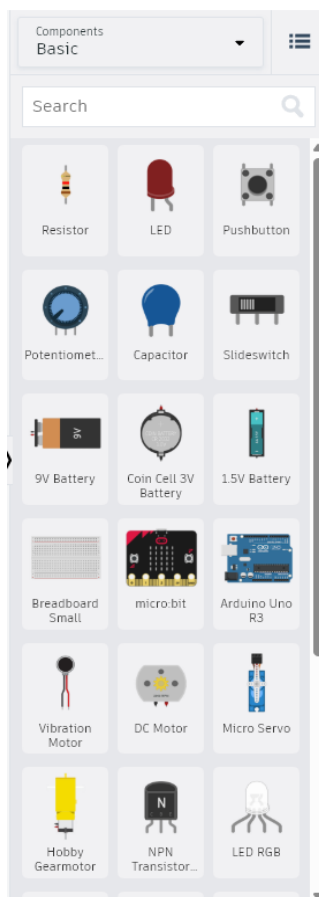 Components
Basic
Search
Resistor
LED
Pushbutton
Potentiomet...
Capacitor
Slideswitch
9V
9V Battery
Coin Cell 3V
Battery
1.5V Battery
Breadboard
Small
micro:bit
Arduino Uno
R3
Vibration
Motor
DC Motor
Micro Servo
Hobby
Gearmotor
N
NPN
Transistor...
LED RGB